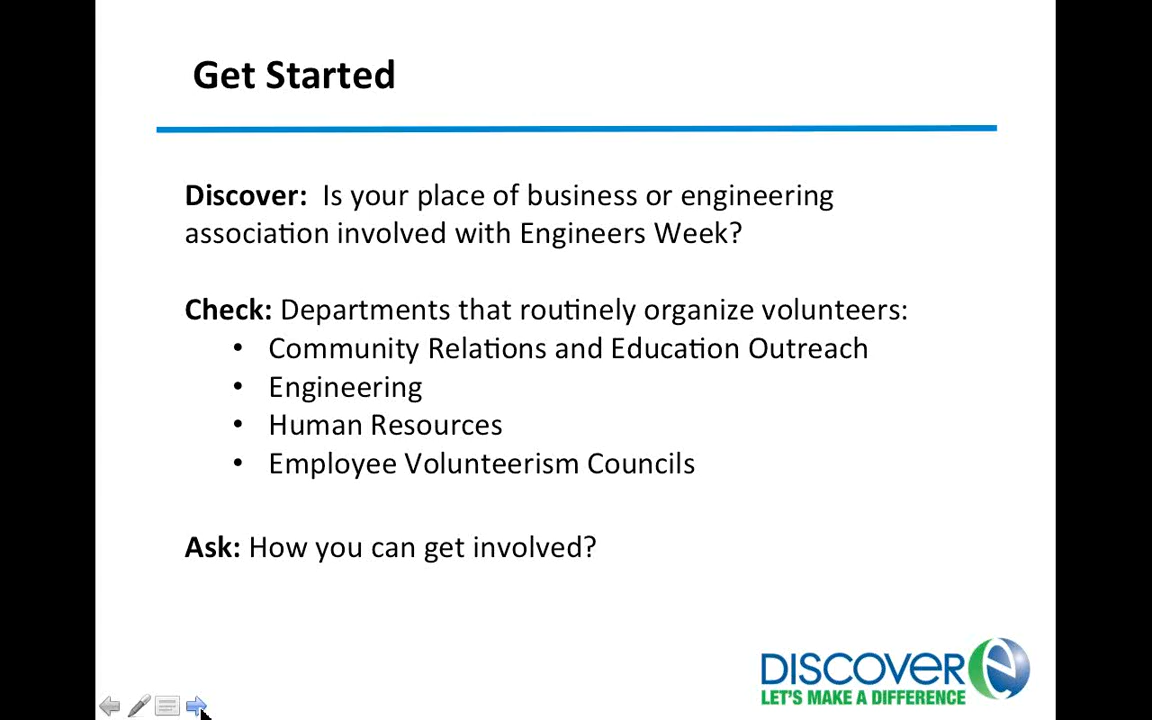 Get Started
Discover: Is your place of business or engineering
association involved with Engineers Week?
Check: Departments that routinely organize volunteers:
• Community Relations and Education Outreach
• Engineering
• Human Resources
• Employee Volunteerism Councils
Ask: How you can get involved?
DISCOVER e
LET'S MAKE A DIFFERENCE